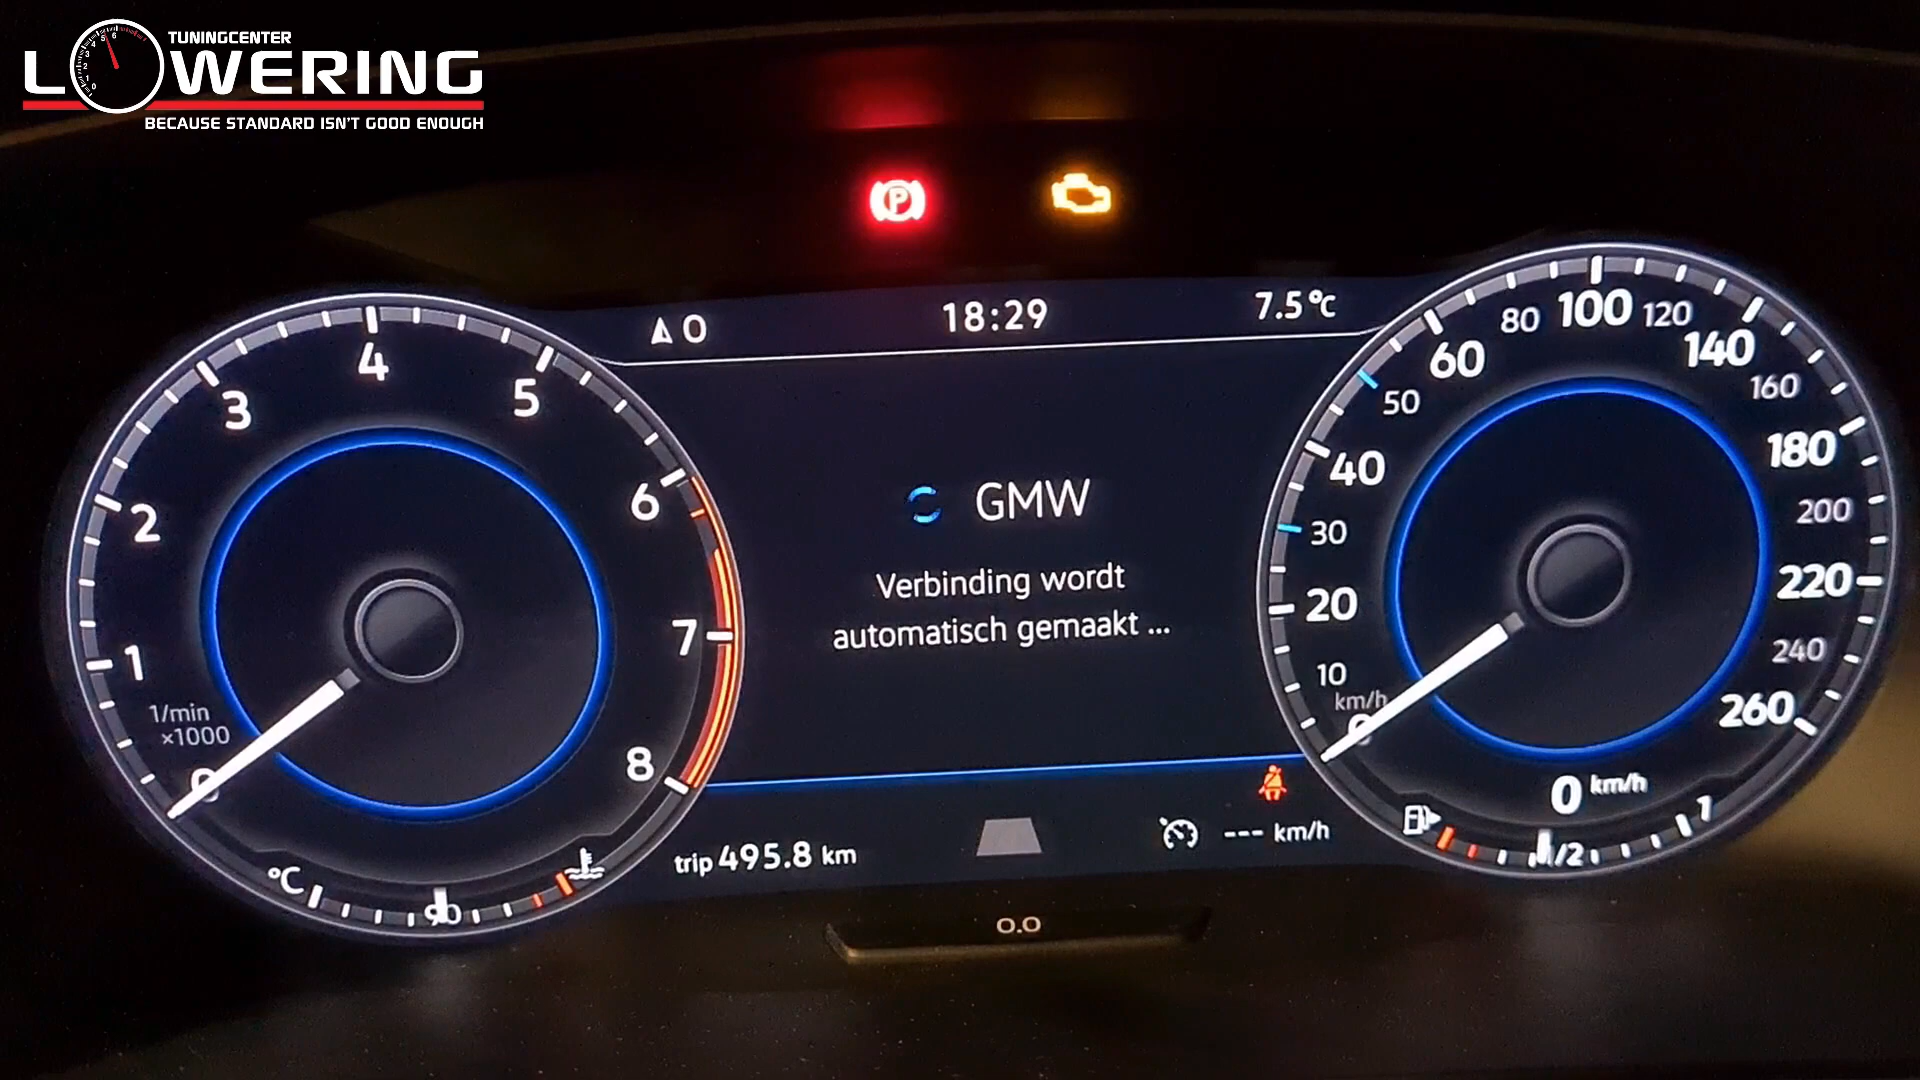 TUNINGCENTER
LOWERING
BECAUSE STANDARD ISN'T GOOD ENOUGH
P
0 18:29 7.5°C
GMW
Verbinding wordt
automatisch gemaakt ...
0 1 2 3 4 5 6 7 8
1/min
×1000
°C 90
trip 495.8 km
--- km/h
0.0
0 10 20 30 40 50 60 80 100 120 140 160 180 200 220 240 260
km/h
0 km/h
1/2 1